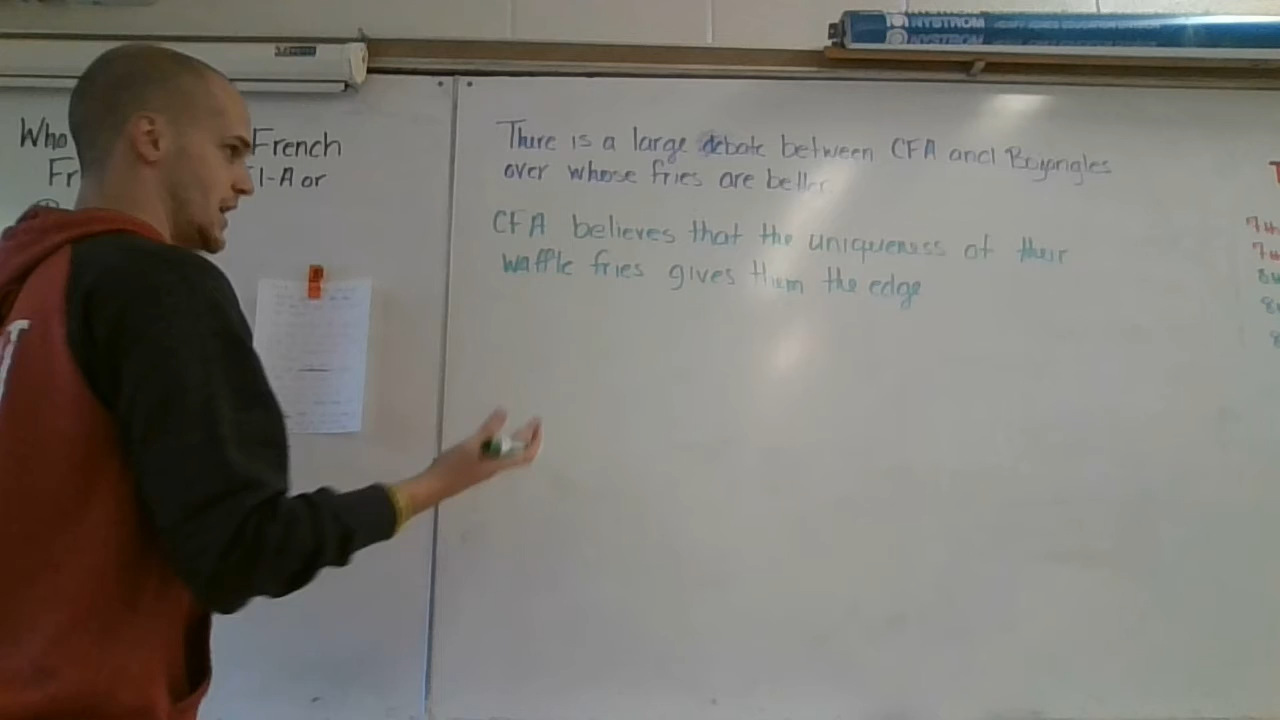 Who French
Fr l-A or
There is a large debate between CFA and Bojangles
over whose fries are better
CFA believes that the uniqueness of their
waffle fries gives them the edge
NYSTROM
NYSTROM